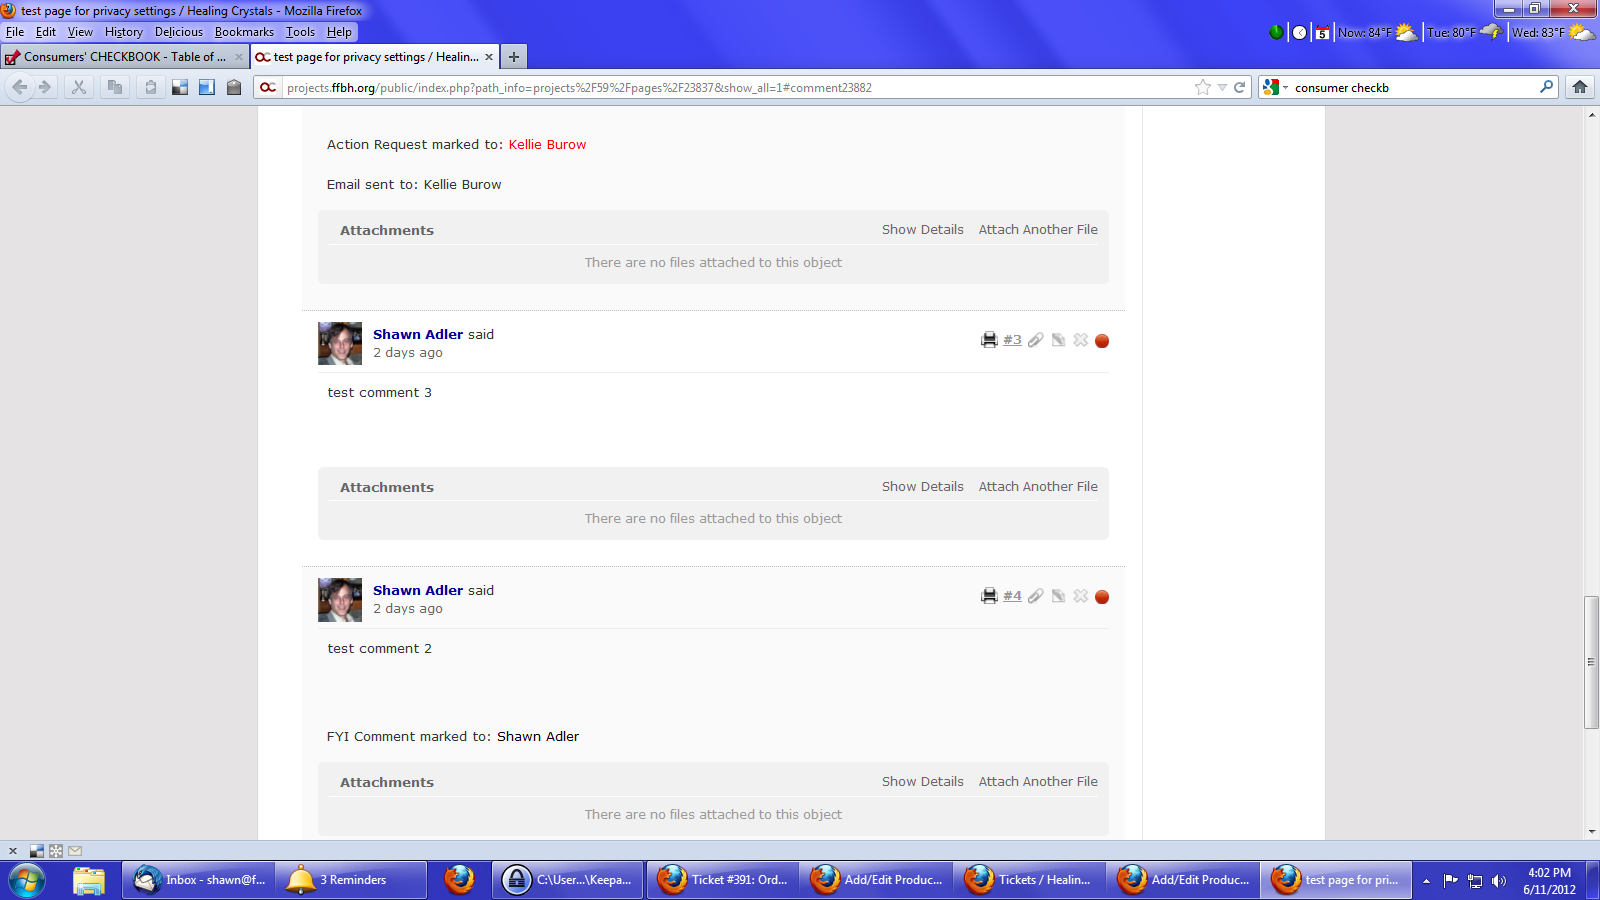 test page for privacy settings / Healing Crystals - Mozilla Firefox
File Edit View History Delicious Bookmarks Tools Help
5 Now: 84°F Tue: 80°F Wed: 83°F
Consumers' CHECKBOOK - Table of ... test page for privacy settings / Healin...
projects.ffbh.org/public/index.php?path_info=projects%2F59%2Fpages%2F23837&show_all=1#comment23882 consumer checkb
Action Request marked to: Kellie Burow
Email sent to: Kellie Burow
Attachments Show Details Attach Another File
There are no files attached to this object
Shawn Adler said #3
2 days ago
test comment 3
Attachments Show Details Attach Another File
There are no files attached to this object
Shawn Adler said #4
2 days ago
test comment 2
FYI Comment marked to: Shawn Adler
Attachments Show Details Attach Another File
There are no files attached to this object
Inbox - shawn@f... 3 Reminders C:\User...\Keepa... Ticket #391: Ord... Add/Edit Produc... Tickets / Healin... Add/Edit Produc... test page for pri... 4:02 PM
6/11/2012